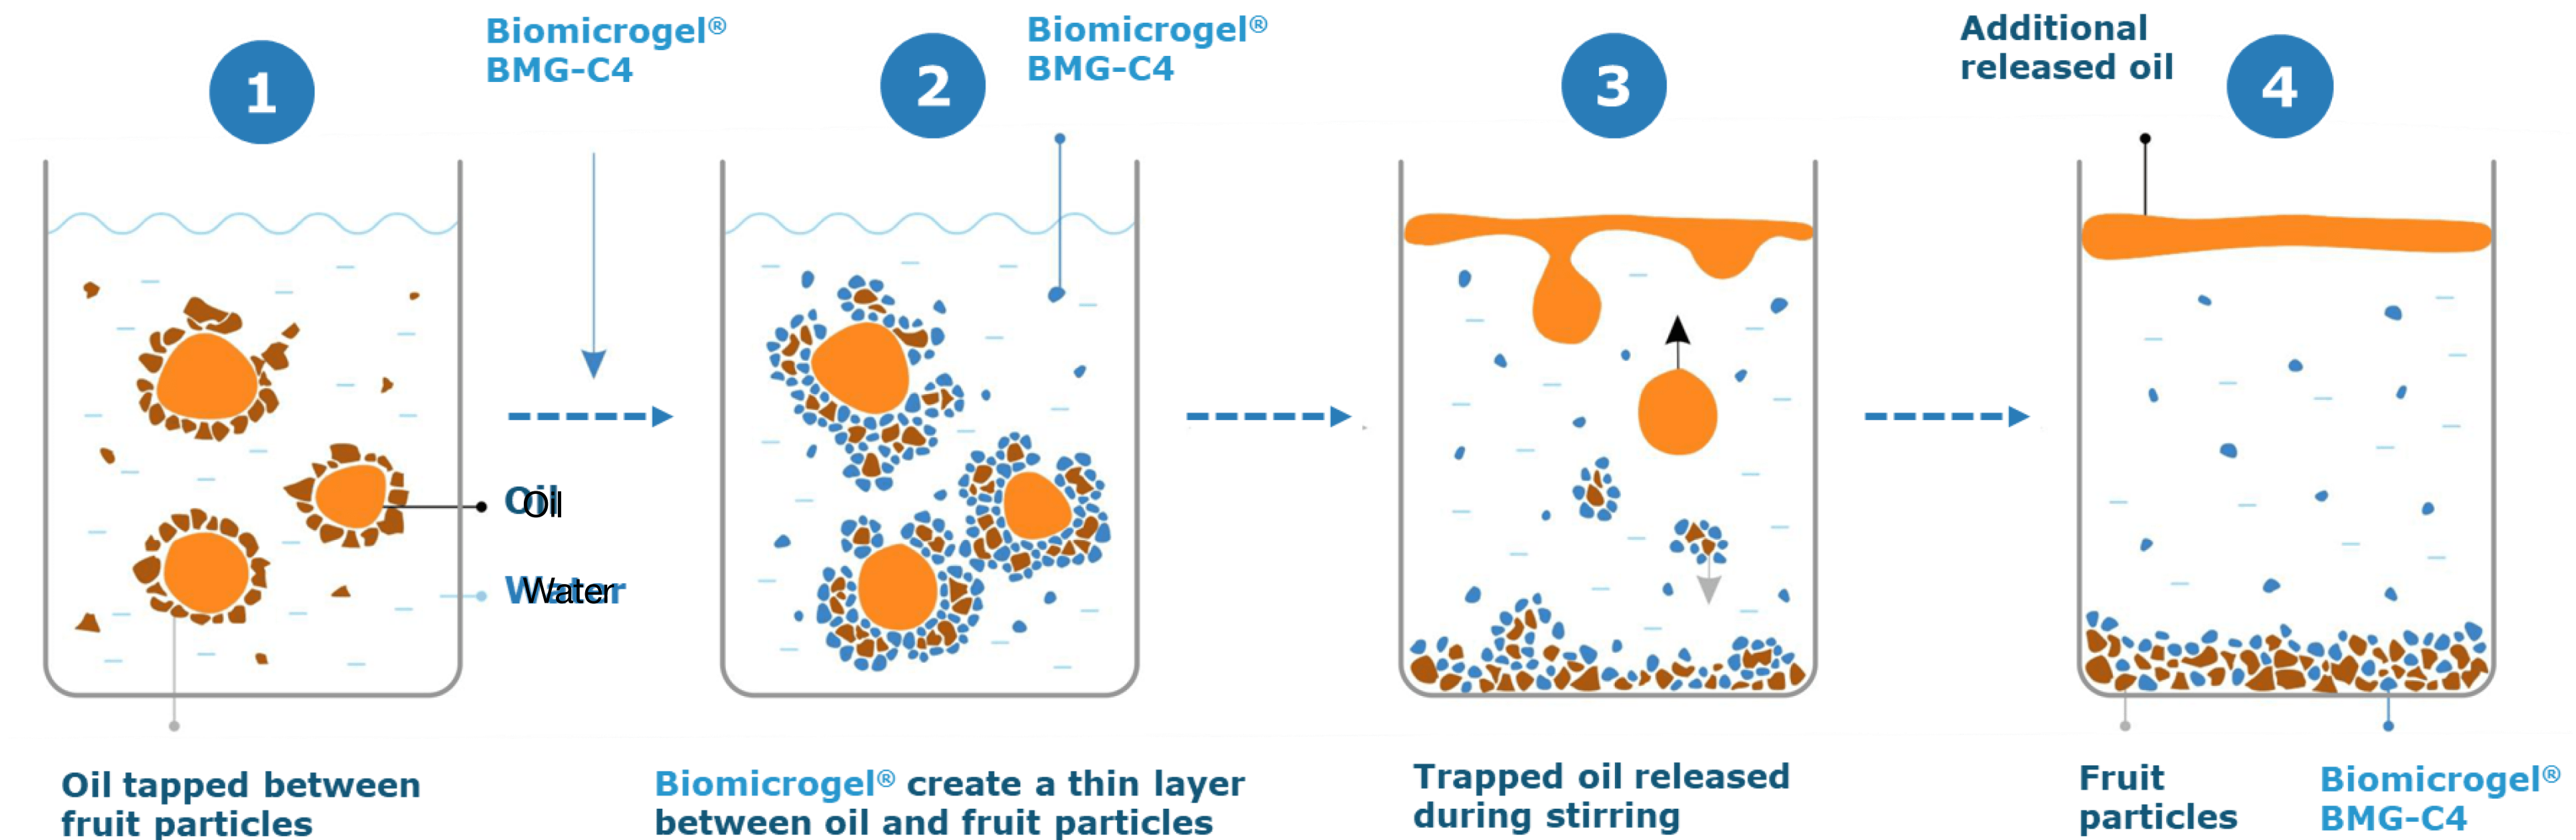 1
Biomicrogel®
BMG-C4
2
Biomicrogel®
BMG-C4
3
Additional
released oil
4
Oil
Oil
Water
Water
Oil tapped between
fruit particles
Biomicrogel® create a thin layer
between oil and fruit particles
Trapped oil released
during stirring
Fruit
particles
Biomicrogel®
BMG-C4